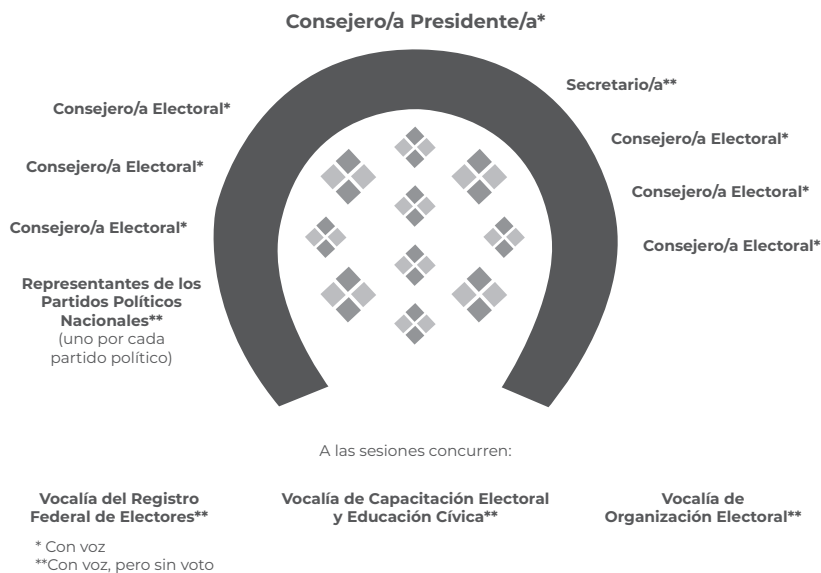 Consejero/a Presidente/a*
Secretario/a**
Consejero/a Electoral*
Consejero/a Electoral*
Consejero/a Electoral*
Consejero/a Electoral*
Consejero/a Electoral*
Consejero/a Electoral*
Representantes de los
Partidos Políticos
Nacionales**
(uno por cada
partido político)
A las sesiones concurren:
Vocalía del Registro
Federal de Electores**
Vocalía de Capacitación Electoral
y Educación Cívica**
Vocalía de
Organización Electoral**
* Con voz
**Con voz, pero sin voto